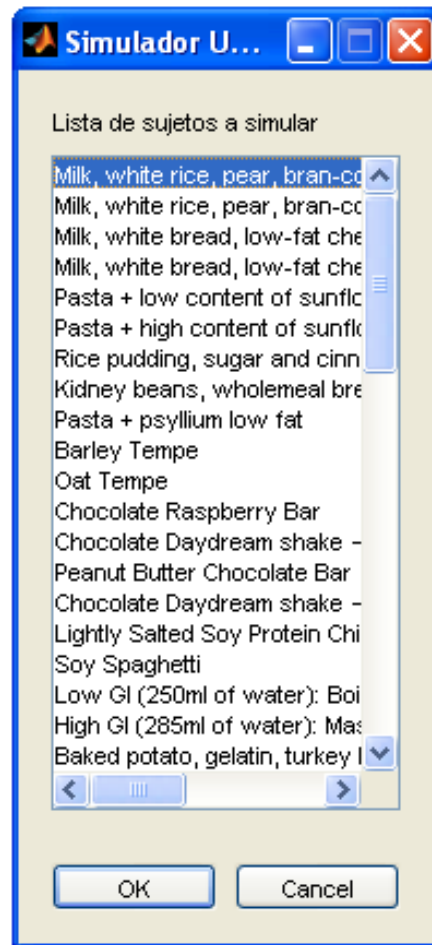 Simulador U...
Lista de sujetos a simular
Milk, white rice, pear, bran-co
Milk, white rice, pear, bran-co
Milk, white bread, low-fat che
Milk, white bread, low-fat che
Pasta + low content of sunflo
Pasta + high content of sunflo
Rice pudding, sugar and cinn
Kidney beans, wholemeal bre
Pasta + psyllium low fat
Barley Tempe
Oat Tempe
Chocolate Raspberry Bar
Chocolate Daydream shake -
Peanut Butter Chocolate Bar
Chocolate Daydream shake -
Lightly Salted Soy Protein Chi
Soy Spaghetti
Low GI (250ml of water): Boi
High GI (285ml of water): Mas
Baked potato, gelatin, turkey
OK Cancel